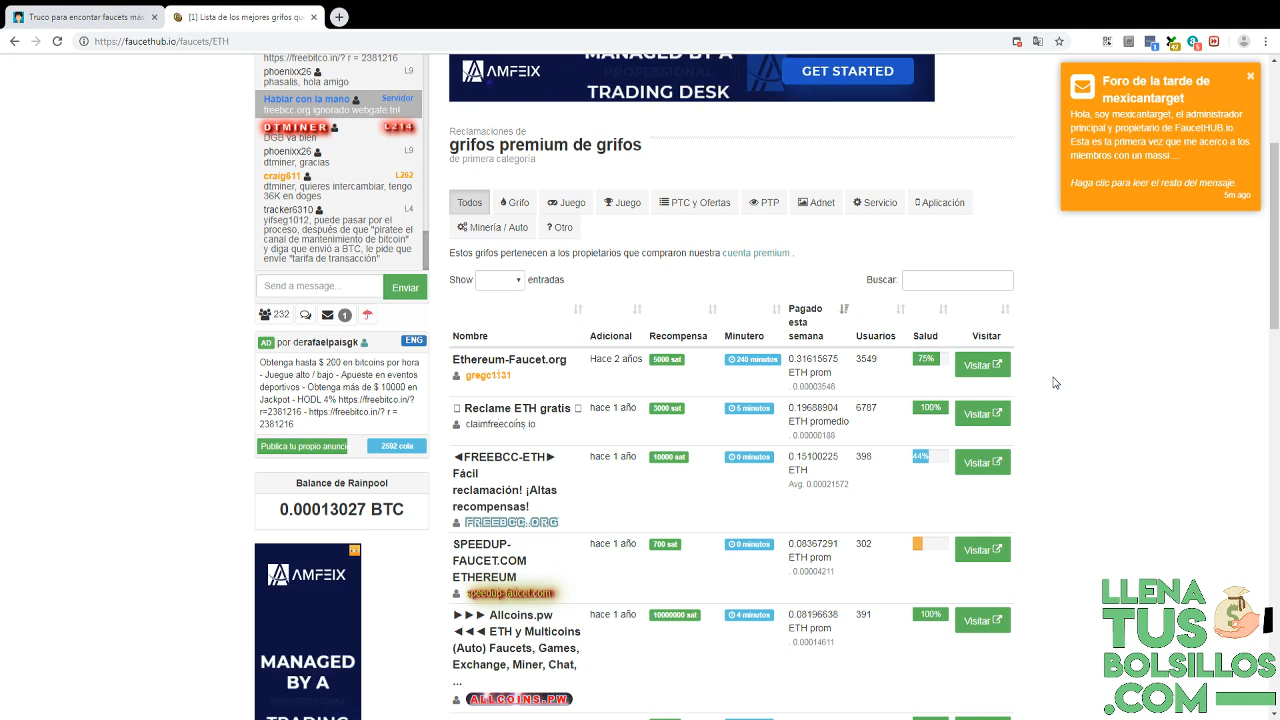 Truco para encontar faucets más
[1] Lista de los mejores grifos que
https://faucethub.io/faucets/ETH
https://freebitco.in/? r = 2381216
phoenixx26 L9
phasalis, hola amigo
Hablar con la mano Servidor
freebcc.org ignorado webgate.tn!
DTMINER L214
DGB va bien
phoenixx26 L9
dtminer, gracias
craig611 L262
dtminer, quieres intercambiar, tengo
36K en doges
tracker6310 L4
yifseg1012, puede pasar por el
proceso, después de que "piratee el
canal de mantenimiento de bitcoin"
y diga que envió a BTC, le pide que
envíe "tarifa de transacción"
Send a message... Enviar
232 1
AD por derafaelpaisgk ENG
Obtenga hasta $ 200 en bitcoins por hora
- Juegue alto / bajo - Apueste en eventos
deportivos - Obtenga más de $ 10000 en
Jackpot - HODL 4% https://freebitco.in/?
r=2381216 - https://freebitco.in/? r =
2381216
Publica tu propio anunci 2592 cola
Balance de Rainpool
0.00013027 BTC
AMFEIX
MANAGED
BY A
TRADING
MANAGED BY A
PROFESSIONAL
TRADING DESK
AMFEIX
GET STARTED
Reclamaciones de
grifos premium de grifos
de primera categoría
Todos Grifo Juego Juego PTC y Ofertas PTP Adnet Servicio Aplicación
Minería / Auto ? Otro
Estos grifos pertenecen a los propietarios que compraron nuestra cuenta premium .
Show entradas Buscar:
Nombre Adicional Recompensa Minutero Pagado esta semana Usuarios Salud Visitar
Ethereum-Faucet.org Hace 2 años 5000 sat 240 minutos 0.31615675 3549 75% Visitar
gregc1131 ETH prom
. 0.00003546
Reclame ETH gratis hace 1 año 3000 sat 5 minutos 0.19688904 6787 100% Visitar
claimfreecoins.io ETH promedio
. 0.00000188
◄FREEBCC-ETH► hace 1 año 10000 sat 0 minutos 0.15100225 398 44% Visitar
Fácil ETH
reclamación! ¡Altas Avg. 0.00021572
recompensas!
FREEBCC.ORG
SPEEDUP- hace 1 año 700 sat 0 minutos 0.08367291 302 Visitar
FAUCET.COM ETH prom
ETHEREUM . 0.00004211
speedup-faucet.com
►►► Allcoins.pw hace 1 año 10000000 sat 4 minutos 0.08196638 391 100% Visitar
◄◄◄ ETH y Multicoins ETH prom
(Auto) Faucets, Games, . 0.00014611
Exchange, Miner, Chat,
...
ALLCOINS.PW
Foro de la tarde de
mexicantarget
Hola, soy mexicantarget, el administrador
principal y propietario de FaucetHUB.io.
Esta es la primera vez que me acerco a los
miembros con un massi ...
Haga clic para leer el resto del mensaje.
5m ago
LLENA
TUS
BOLSILLOS
.COM